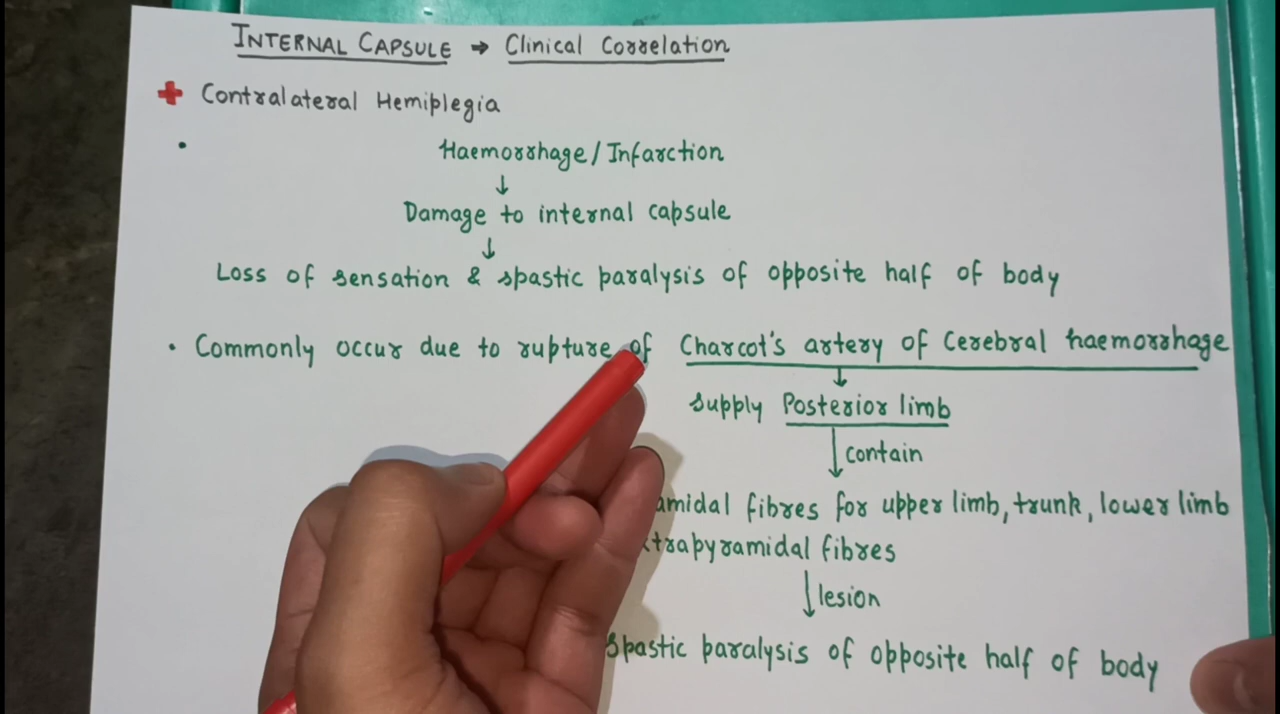 INTERNAL CAPSULE → Clinical Correlation
Contralateral Hemiplegia
• Haemorrhage/Infarction
↓
Damage to internal capsule
↓
Loss of sensation & spastic paralysis of opposite half of body
• Commonly occur due to rupture of Charcot's artery of Cerebral haemorrhage
↓
supply Posterior limb
↓ contain
amidal fibres for upper limb, trunk, lower limb
trapyramidal fibres
↓ lesion
Spastic paralysis of opposite half of body